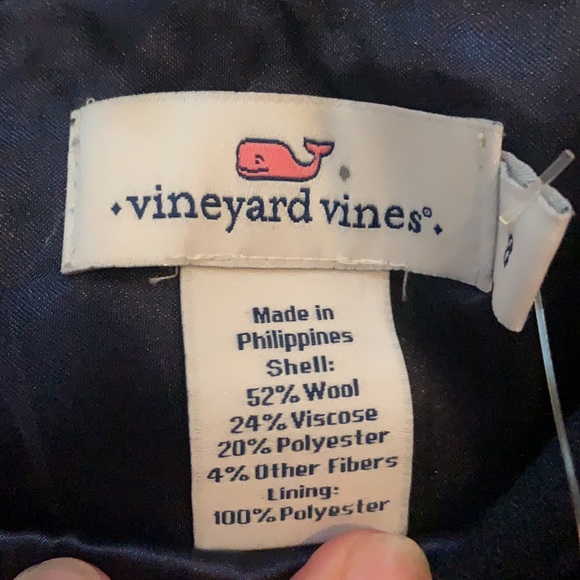 ·vineyard vines®.
Made in
Philippines
Shell:
52% Wool
24% Viscose
20% Polyester
4% Other Fibers
Lining:
100% Polyester